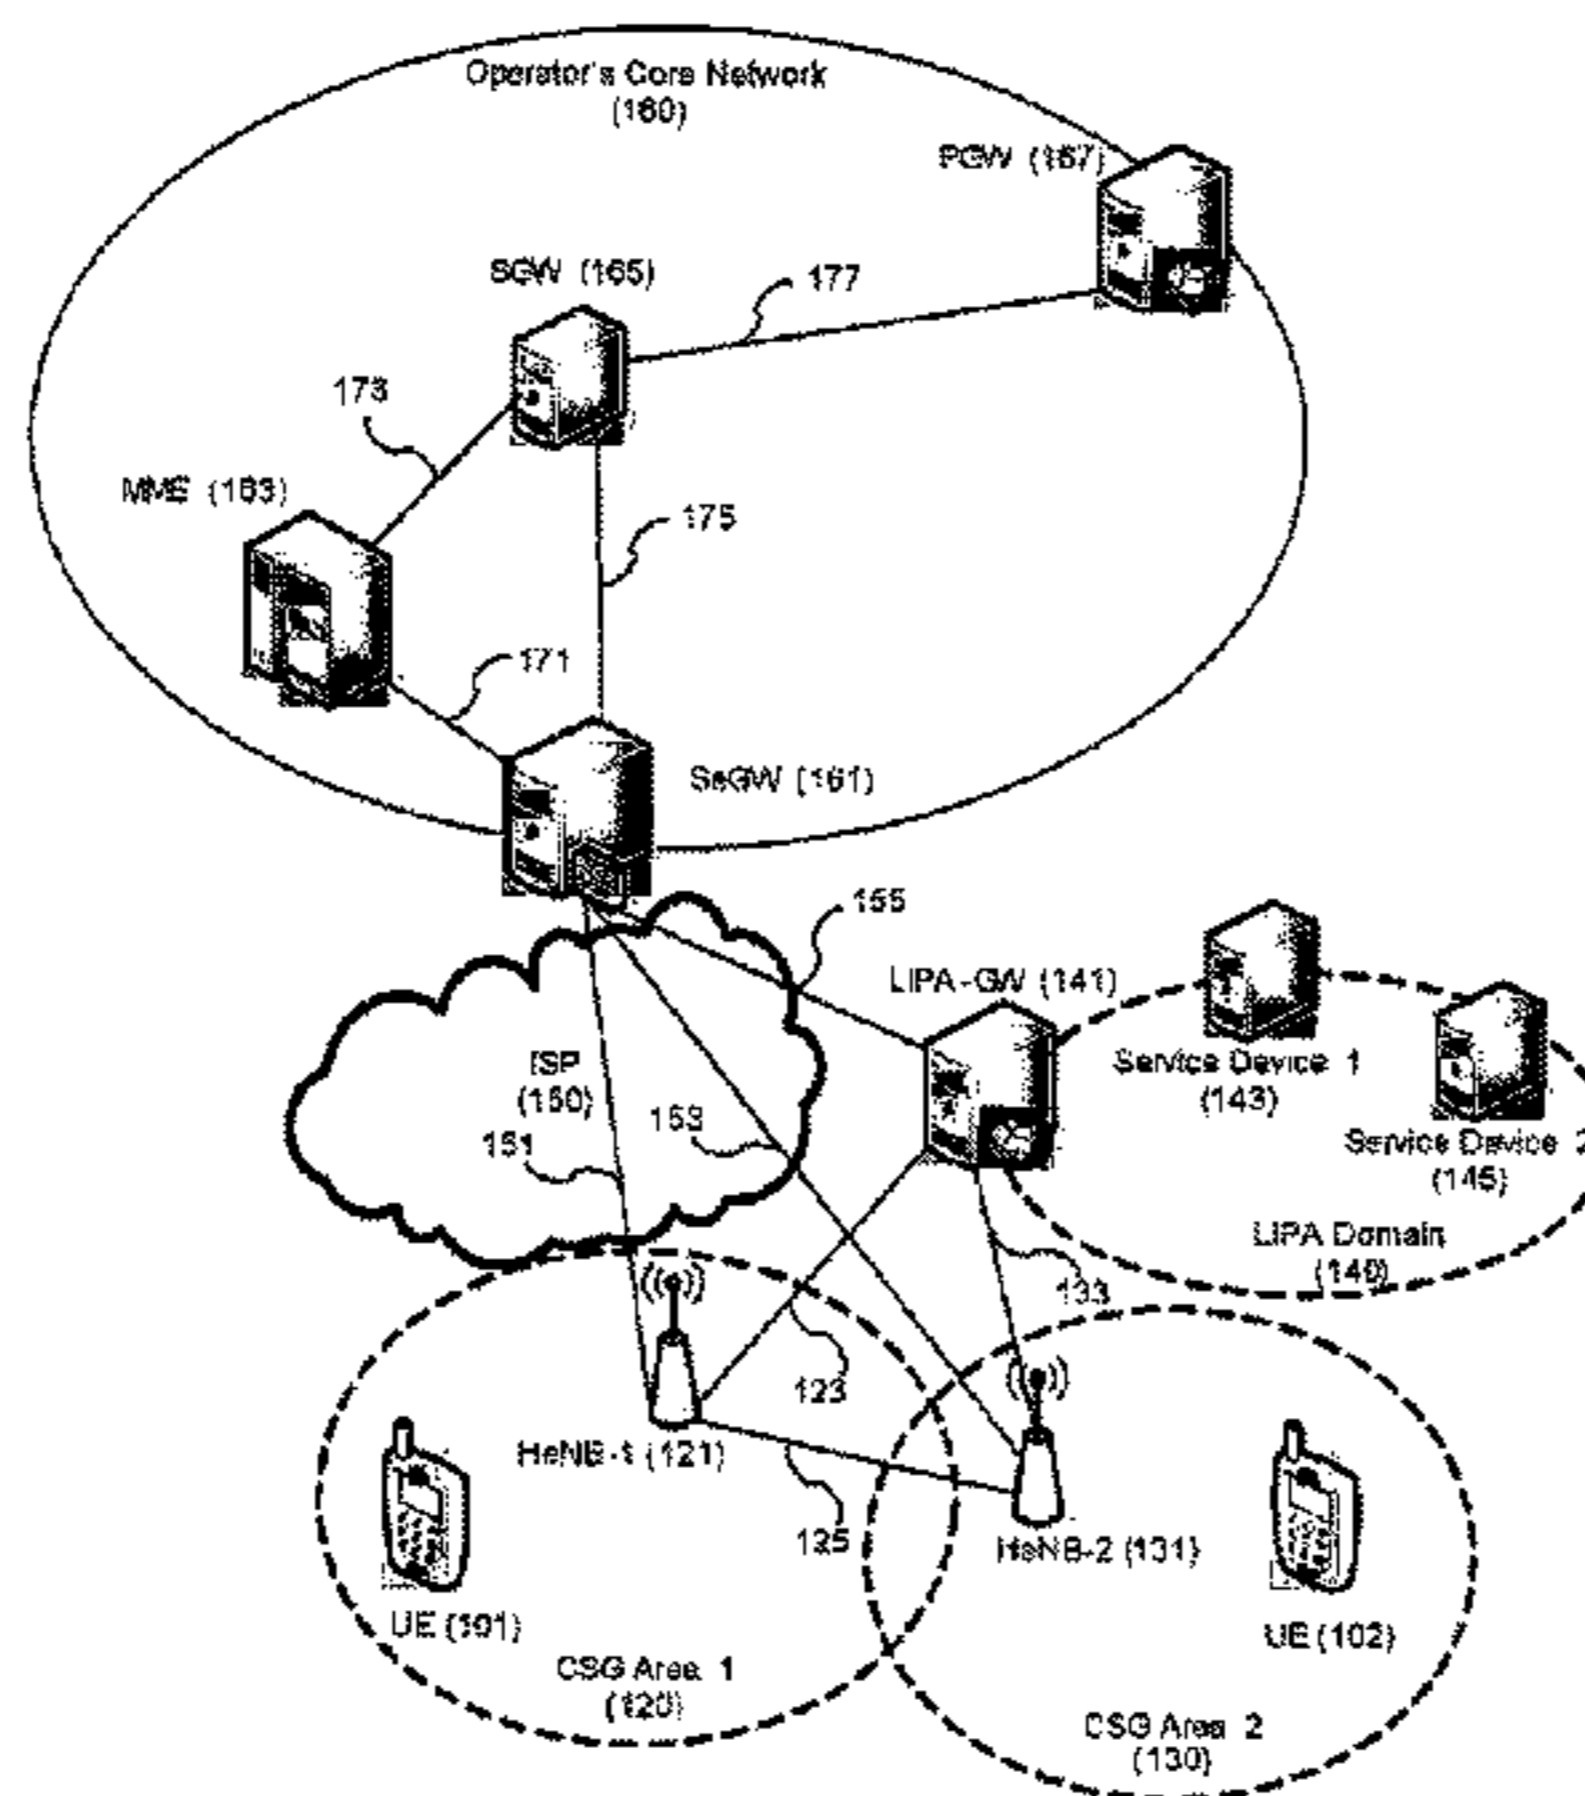 Operator's Core Network
(160)
PGW (167)
SGW (165)
177
173
MME (163)
175
171
SeGW (161)
155
LIPA-GW (141)
Service Device 1
(143)
ISP
(150)
153
151
Service Device 2
(145)
LIPA Domain
(140)
133
123
HeNB-1 (121)
125
HeNB-2 (131)
UE (101)
UE (102)
CSG Area 1
(120)
CSG Area 2
(130)